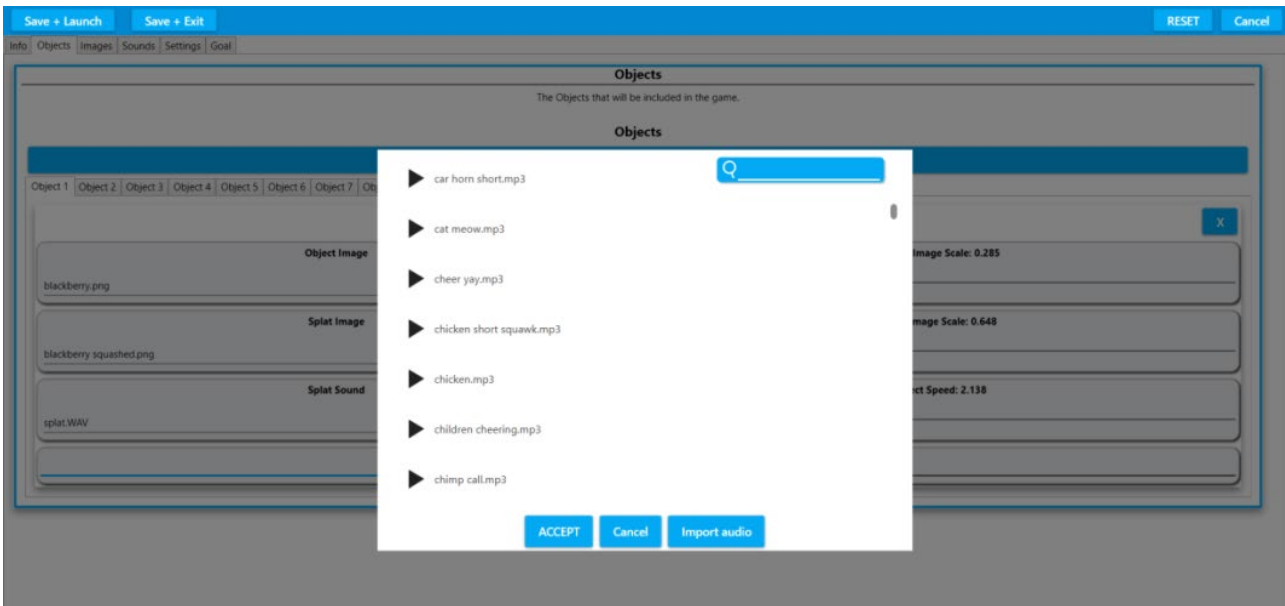 Save + Launch Save + Exit RESET Cancel
Info Objects Images Sounds Settings Goal
Objects
The Objects that will be included in the game.
Objects
Object 1 Object 2 Object 3 Object 4 Object 5 Object 6 Object 7 Ob
X
car horn short.mp3
cat meow.mp3
cheer yay.mp3
chicken short squawk.mp3
chicken.mp3
children cheering.mp3
chimp call.mp3
Object Image
mage Scale: 0.285
blackberry.png
Splat Image
mage Scale: 0.648
blackberry squashed.png
Splat Sound
ect Speed: 2.138
splat.WAV
ACCEPT Cancel Import audio